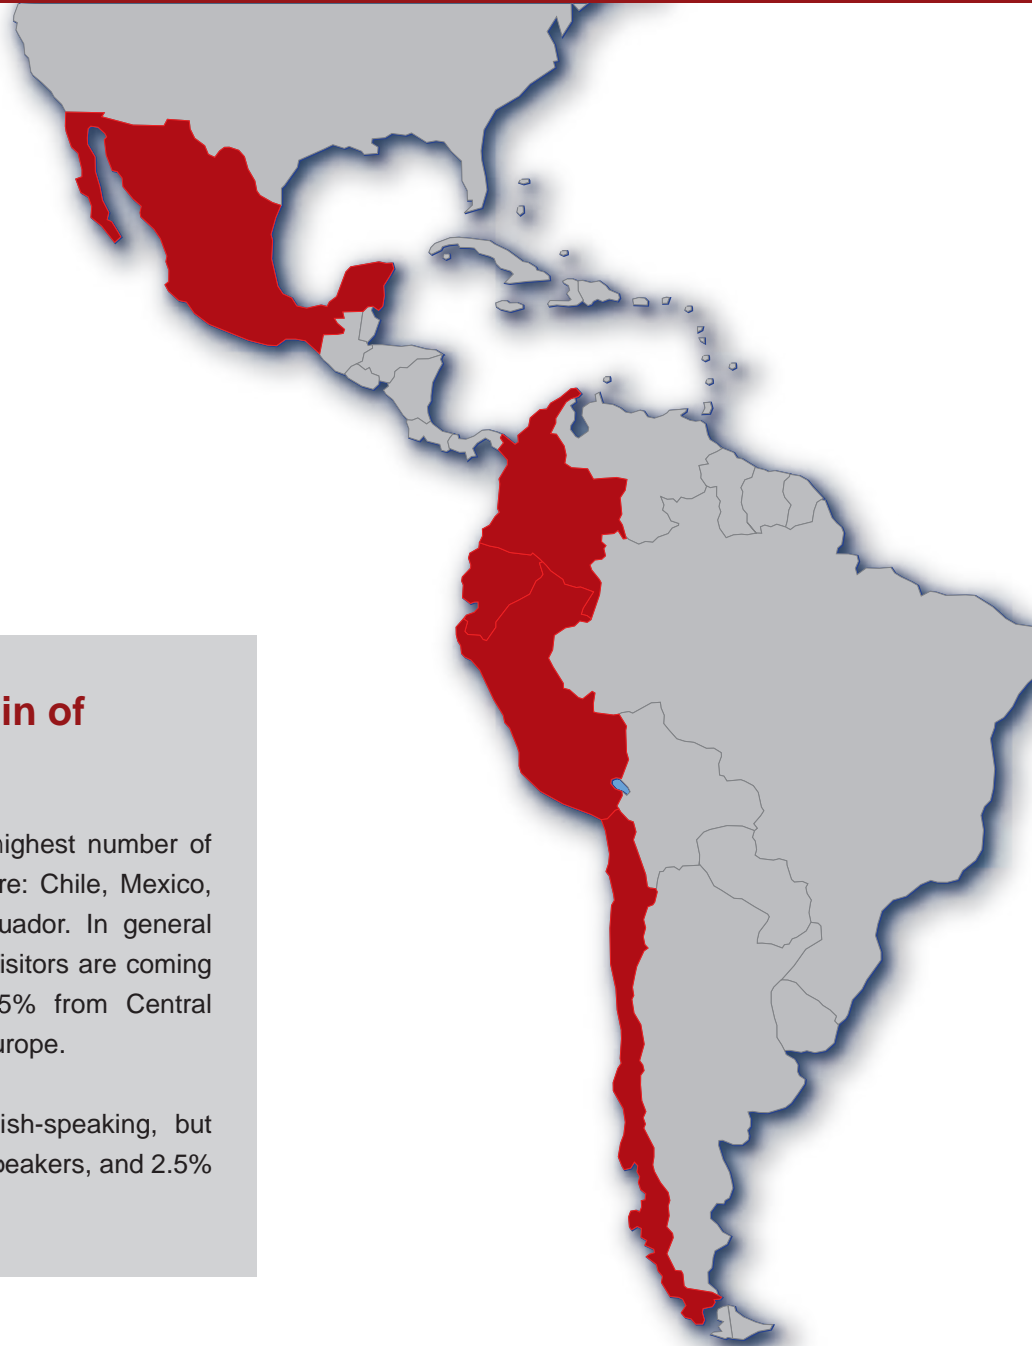 in of
highest number of
re: Chile, Mexico,
uador. In general
isitors are coming
5% from Central
urope.
ish-speaking, but
peakers, and 2.5%